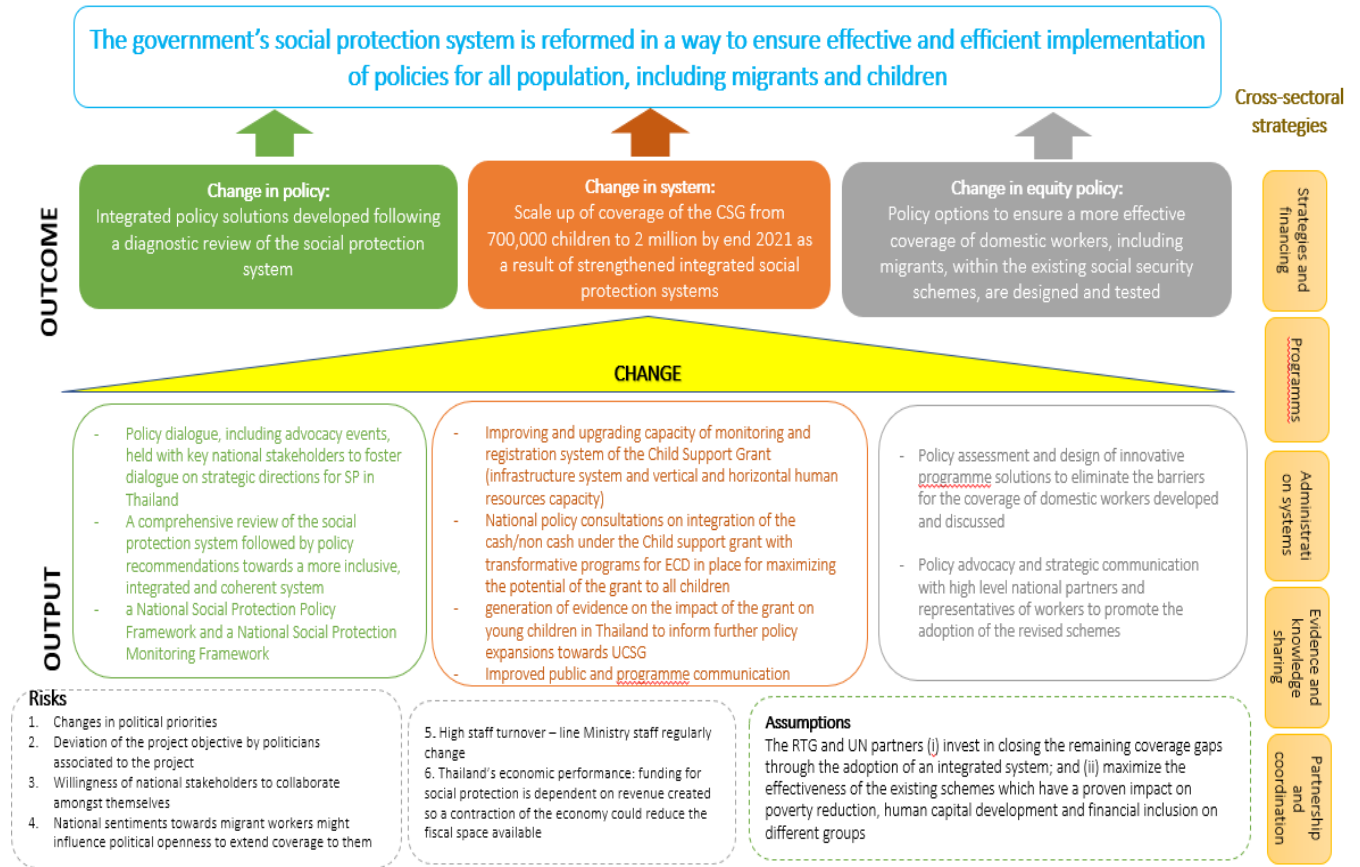 The government's social protection system is reformed in a way to ensure effective and efficient implementation
of policies for all population, including migrants and children
Cross-sectoral
strategies
OUTCOME
Change in policy:
Integrated policy solutions developed following
a diagnostic review of the social protection
system
Change in system:
Scale up of coverage of the CSG from
700,000 children to 2 million by end 2021 as
a result of strengthened integrated social
protection systems
Change in equity policy:
Policy options to ensure a more effective
coverage of domestic workers, including
migrants, within the existing social security
schemes, are designed and tested
Strategies and
financing
Programms
Administrati
on systems
Evidence and
knowledge
sharing
Partnership
and
coordination
CHANGE
OUTPUT
- Policy dialogue, including advocacy events,
held with key national stakeholders to foster
dialogue on strategic directions for SP in
Thailand
- A comprehensive review of the social
protection system followed by policy
recommendations towards a more inclusive,
integrated and coherent system
- a National Social Protection Policy
Framework and a National Social Protection
Monitoring Framework
- Improving and upgrading capacity of monitoring and
registration system of the Child Support Grant
(infrastructure system and vertical and horizontal human
resources capacity)
- National policy consultations on integration of the
cash/non cash under the Child support grant with
transformative programs for ECD in place for maximizing
the potential of the grant to all children
- generation of evidence on the impact of the grant on
young children in Thailand to inform further policy
expansions towards UCSG
- Improved public and programme communication
- Policy assessment and design of innovative
programme solutions to eliminate the barriers
for the coverage of domestic workers developed
and discussed
- Policy advocacy and strategic communication
with high level national partners and
representatives of workers to promote the
adoption of the revised schemes
Risks
1. Changes in political priorities
2. Deviation of the project objective by politicians
associated to the project
3. Willingness of national stakeholders to collaborate
amongst themselves
4. National sentiments towards migrant workers might
influence political openness to extend coverage to them
5. High staff turnover – line Ministry staff regularly
change
6. Thailand's economic performance: funding for
social protection is dependent on revenue created
so a contraction of the economy could reduce the
fiscal space available
Assumptions
The RTG and UN partners (i) invest in closing the remaining coverage gaps
through the adoption of an integrated system; and (ii) maximize the
effectiveness of the existing schemes which have a proven impact on
poverty reduction, human capital development and financial inclusion on
different groups